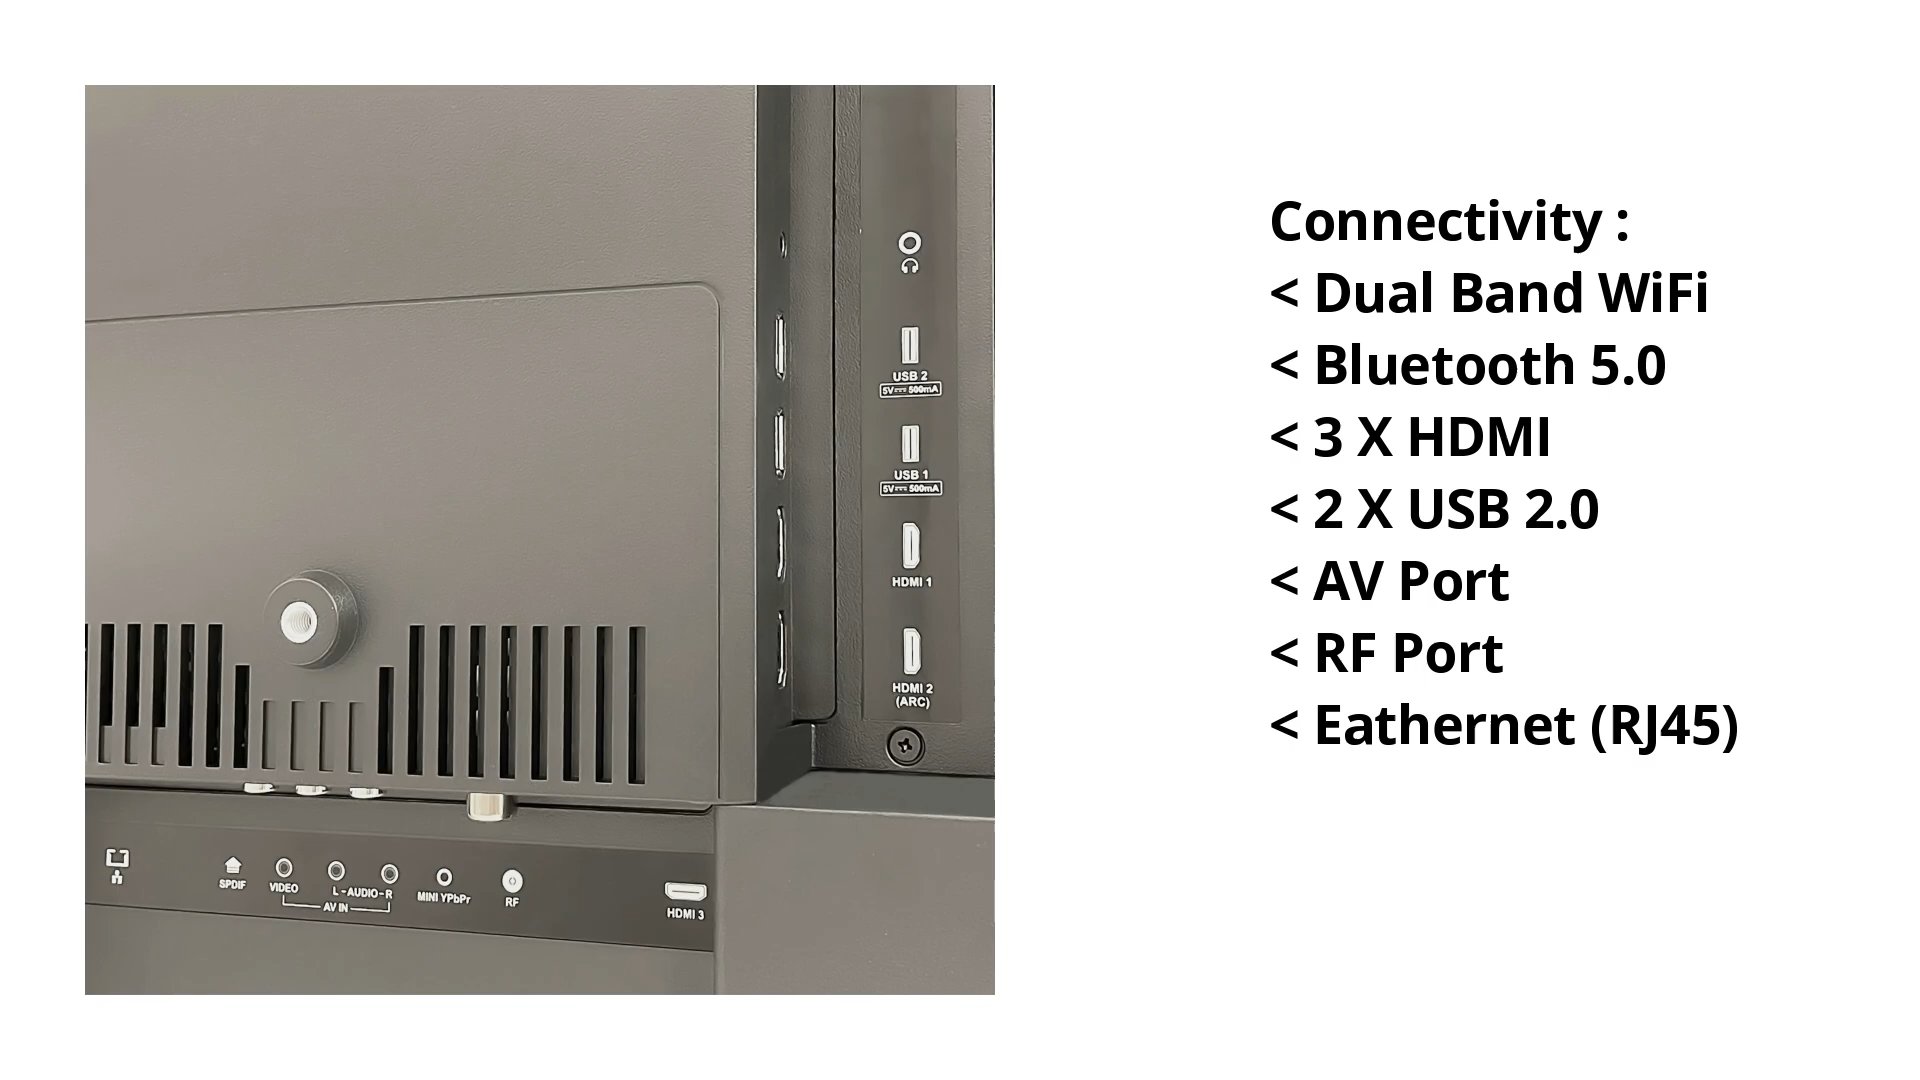 USB 2
5V⎓500mA
USB 1
5V⎓500mA
HDMI 1
HDMI 2
(ARC)
SPDIF
VIDEO
L-AUDIO-R
AV IN
MINI YPbPr
RF
HDMI 3
Connectivity :
< Dual Band WiFi
< Bluetooth 5.0
< 3 X HDMI
< 2 X USB 2.0
< AV Port
< RF Port
< Eathernet (RJ45)